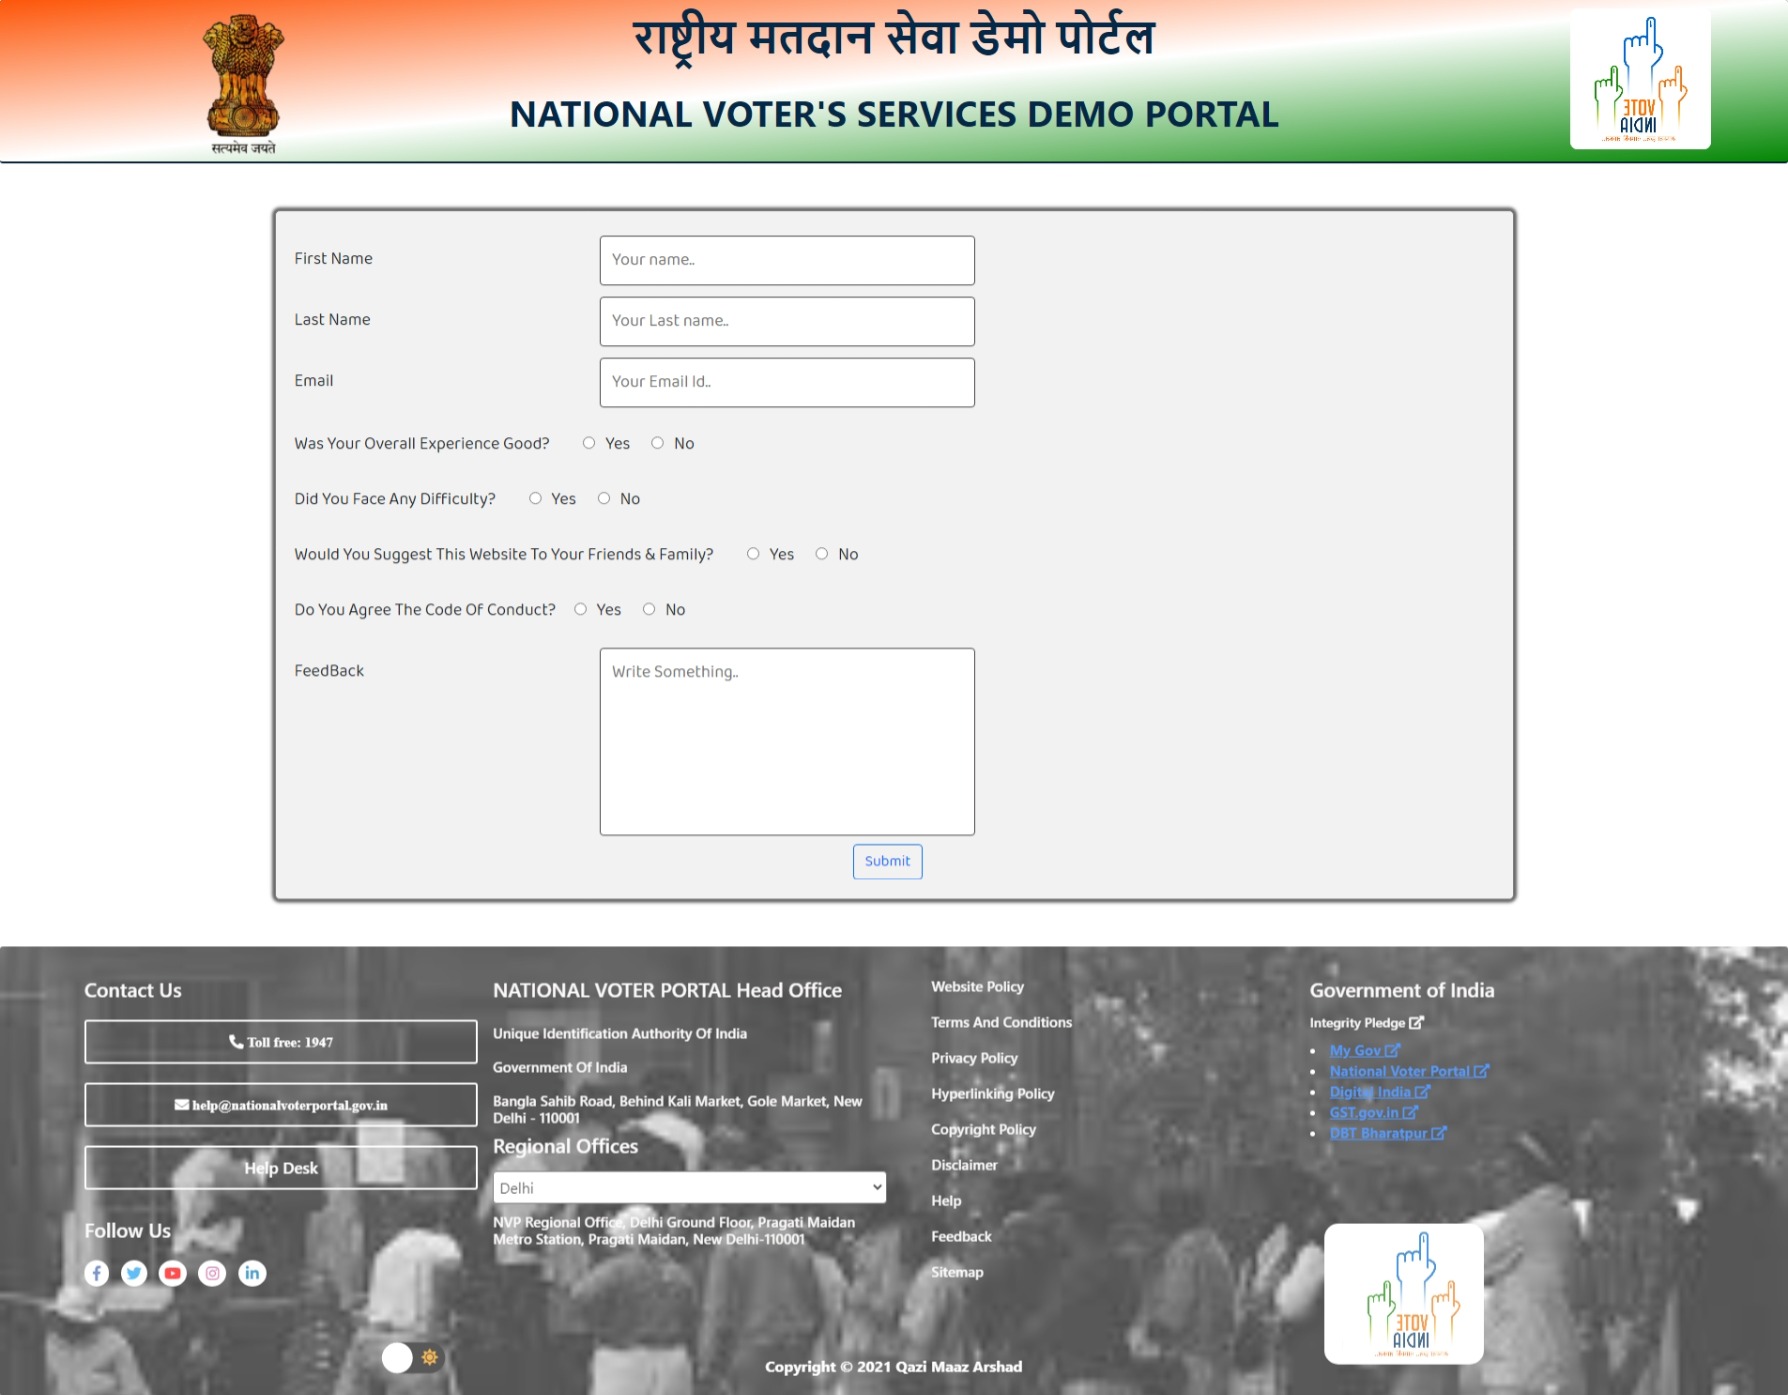 राष्ट्रीय मतदान सेवा डेमो पोर्टल
NATIONAL VOTER'S SERVICES DEMO PORTAL
सत्यमेव जयते
VOTE
INDIA
First Name
Your name..
Last Name
Your Last name..
Email
Your Email Id..
Was Your Overall Experience Good? Yes No
Did You Face Any Difficulty? Yes No
Would You Suggest This Website To Your Friends & Family? Yes No
Do You Agree The Code Of Conduct? Yes No
FeedBack
Write Something..
Submit
Contact Us
Toll free: 1947
help@nationalvoterportal.gov.in
Help Desk
Follow Us
NATIONAL VOTER PORTAL Head Office
Unique Identification Authority Of India
Government Of India
Bangla Sahib Road, Behind Kali Market, Gole Market, New
Delhi - 110001
Regional Offices
Delhi
NVP Regional Office, Delhi Ground Floor, Pragati Maidan
Metro Station, Pragati Maidan, New Delhi-110001
Website Policy
Terms And Conditions
Privacy Policy
Hyperlinking Policy
Copyright Policy
Disclaimer
Help
Feedback
Sitemap
Government of India
Integrity Pledge
My Gov
National Voter Portal
Digital India
GST.gov.in
DBT Bharatpur
VOTE
INDIA
Copyright © 2021 Qazi Maaz Arshad